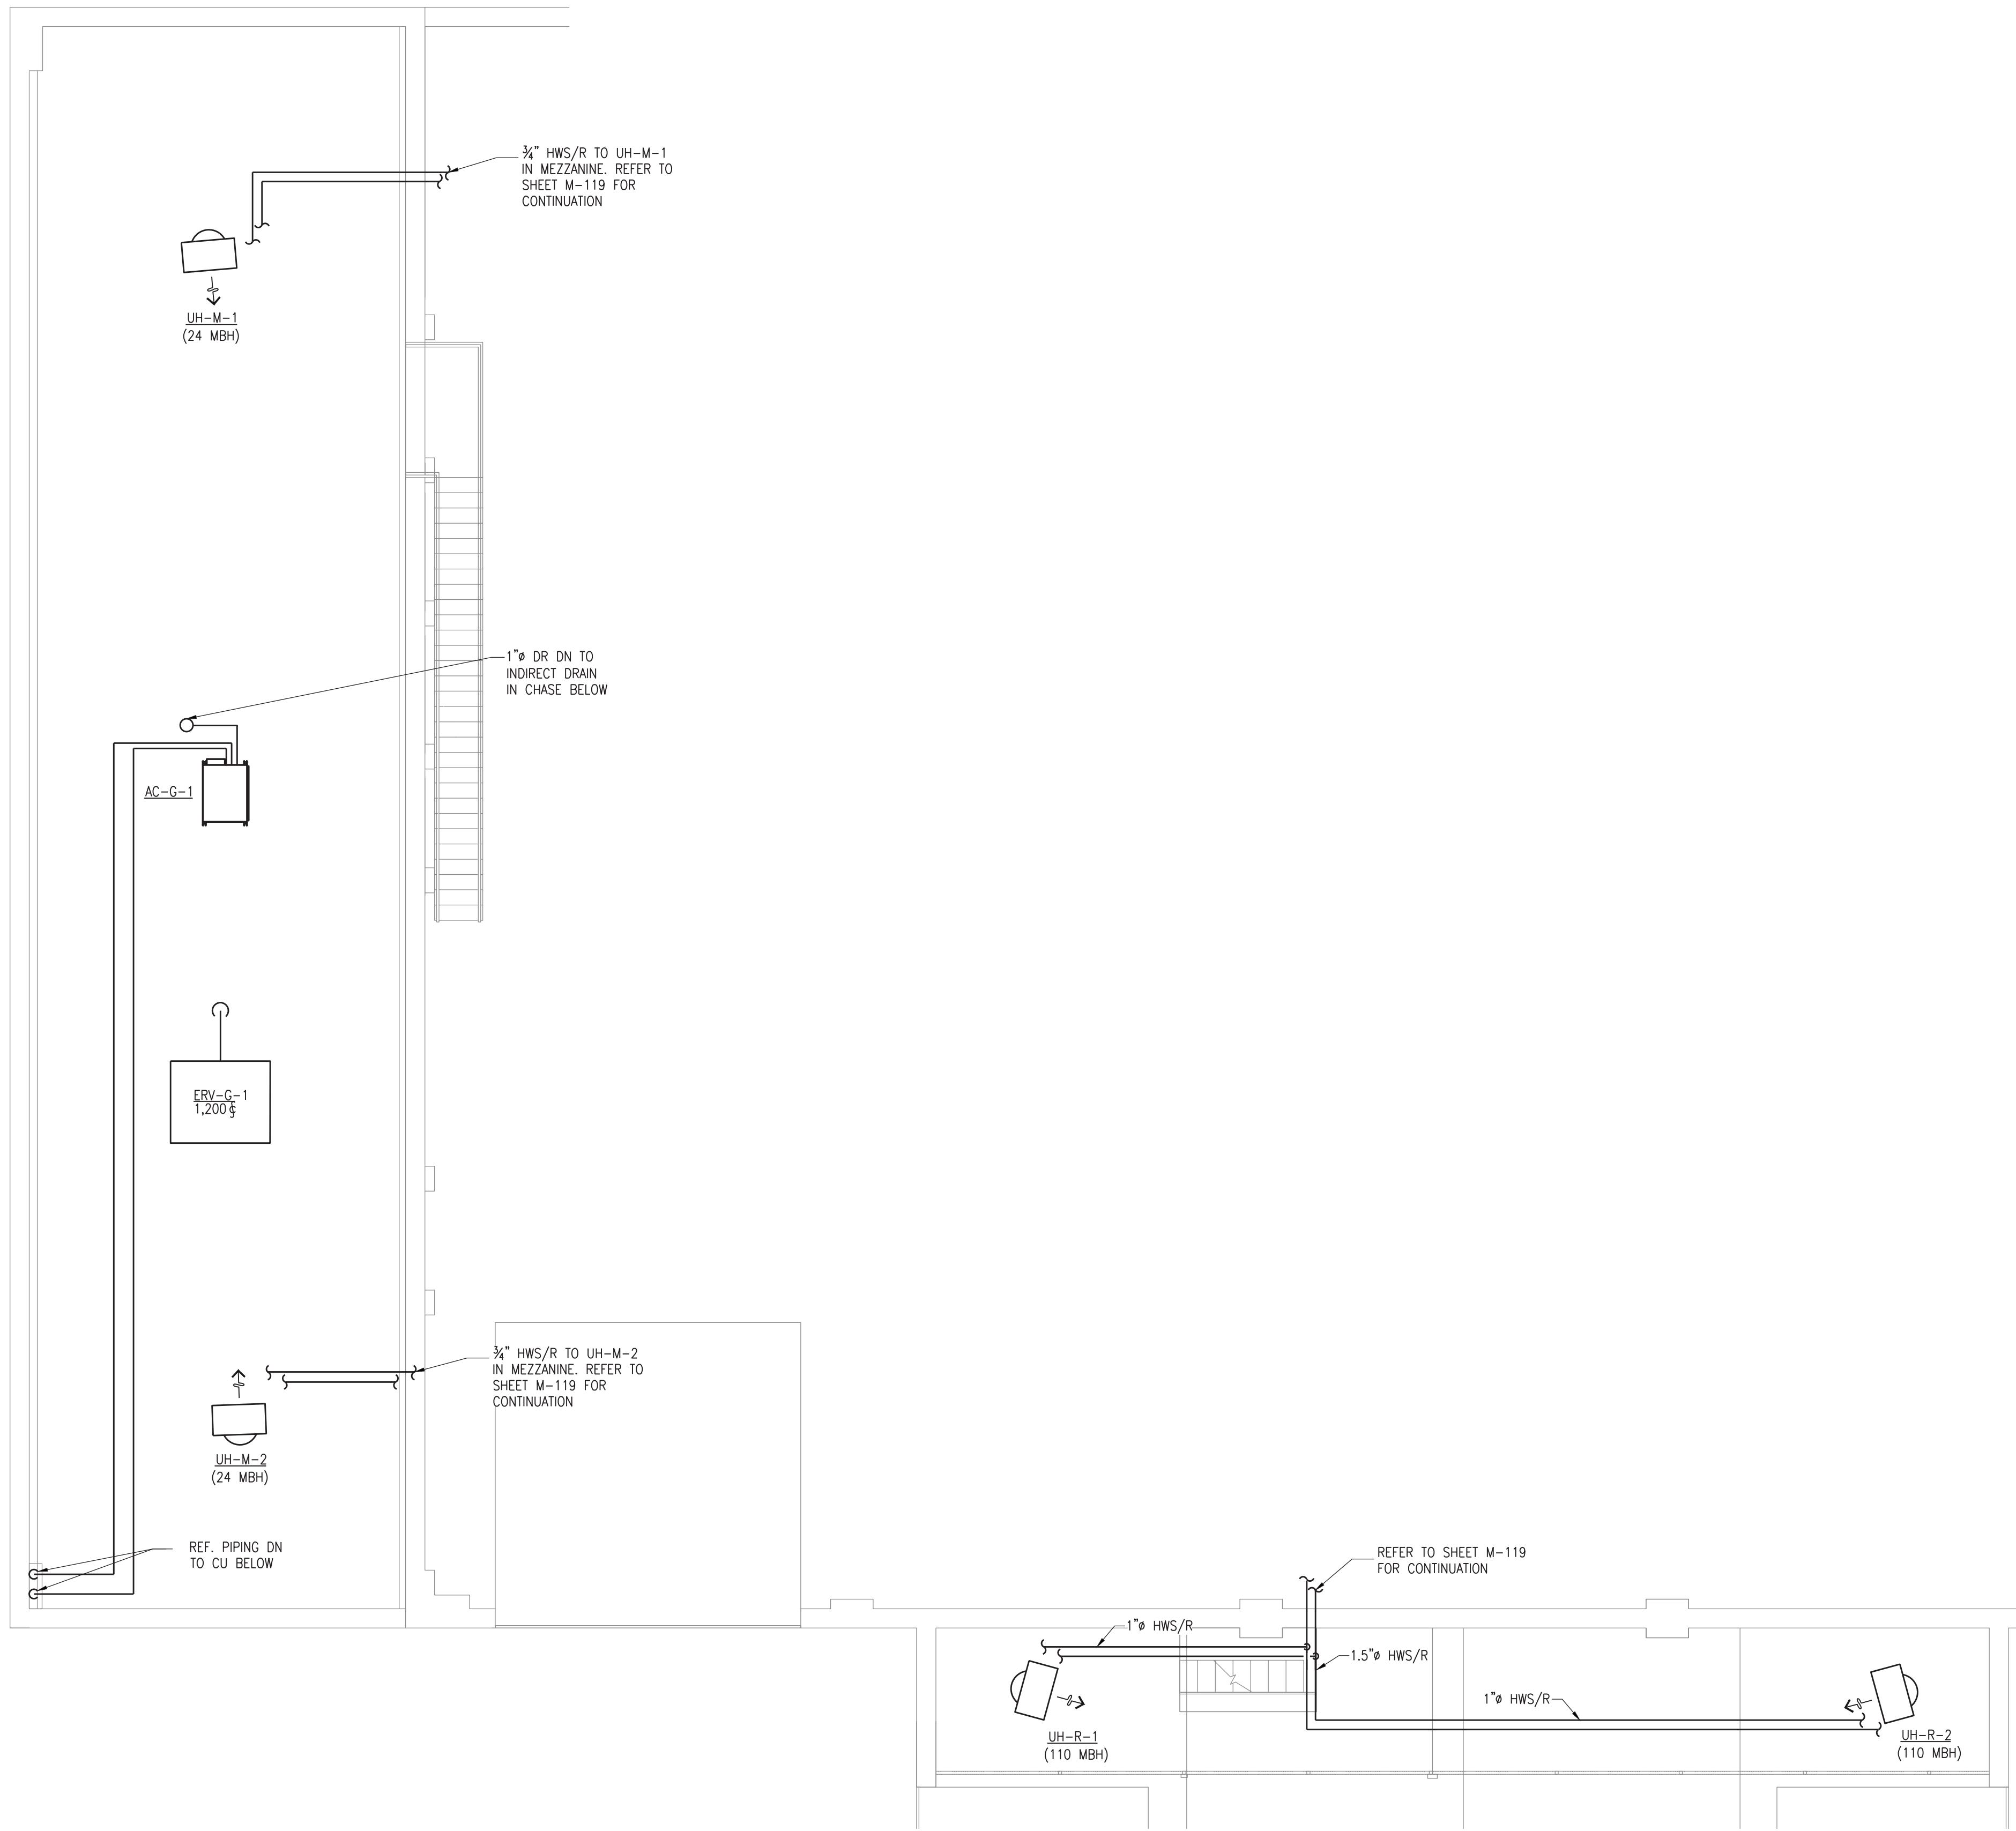 ¾" HWS/R TO UH-M-1
IN MEZZANINE. REFER TO
SHEET M-119 FOR
CONTINUATION
UH-M-1
(24 MBH)
1"ø DR DN TO
INDIRECT DRAIN
IN CHASE BELOW
AC-G-1
ERV-G-1
1,200
¾" HWS/R TO UH-M-2
IN MEZZANINE. REFER TO
SHEET M-119 FOR
CONTINUATION
UH-M-2
(24 MBH)
REF. PIPING DN
TO CU BELOW
REFER TO SHEET M-119
FOR CONTINUATION
1"ø HWS/R
1.5"ø HWS/R
1"ø HWS/R
UH-R-1
(110 MBH)
UH-R-2
(110 MBH)